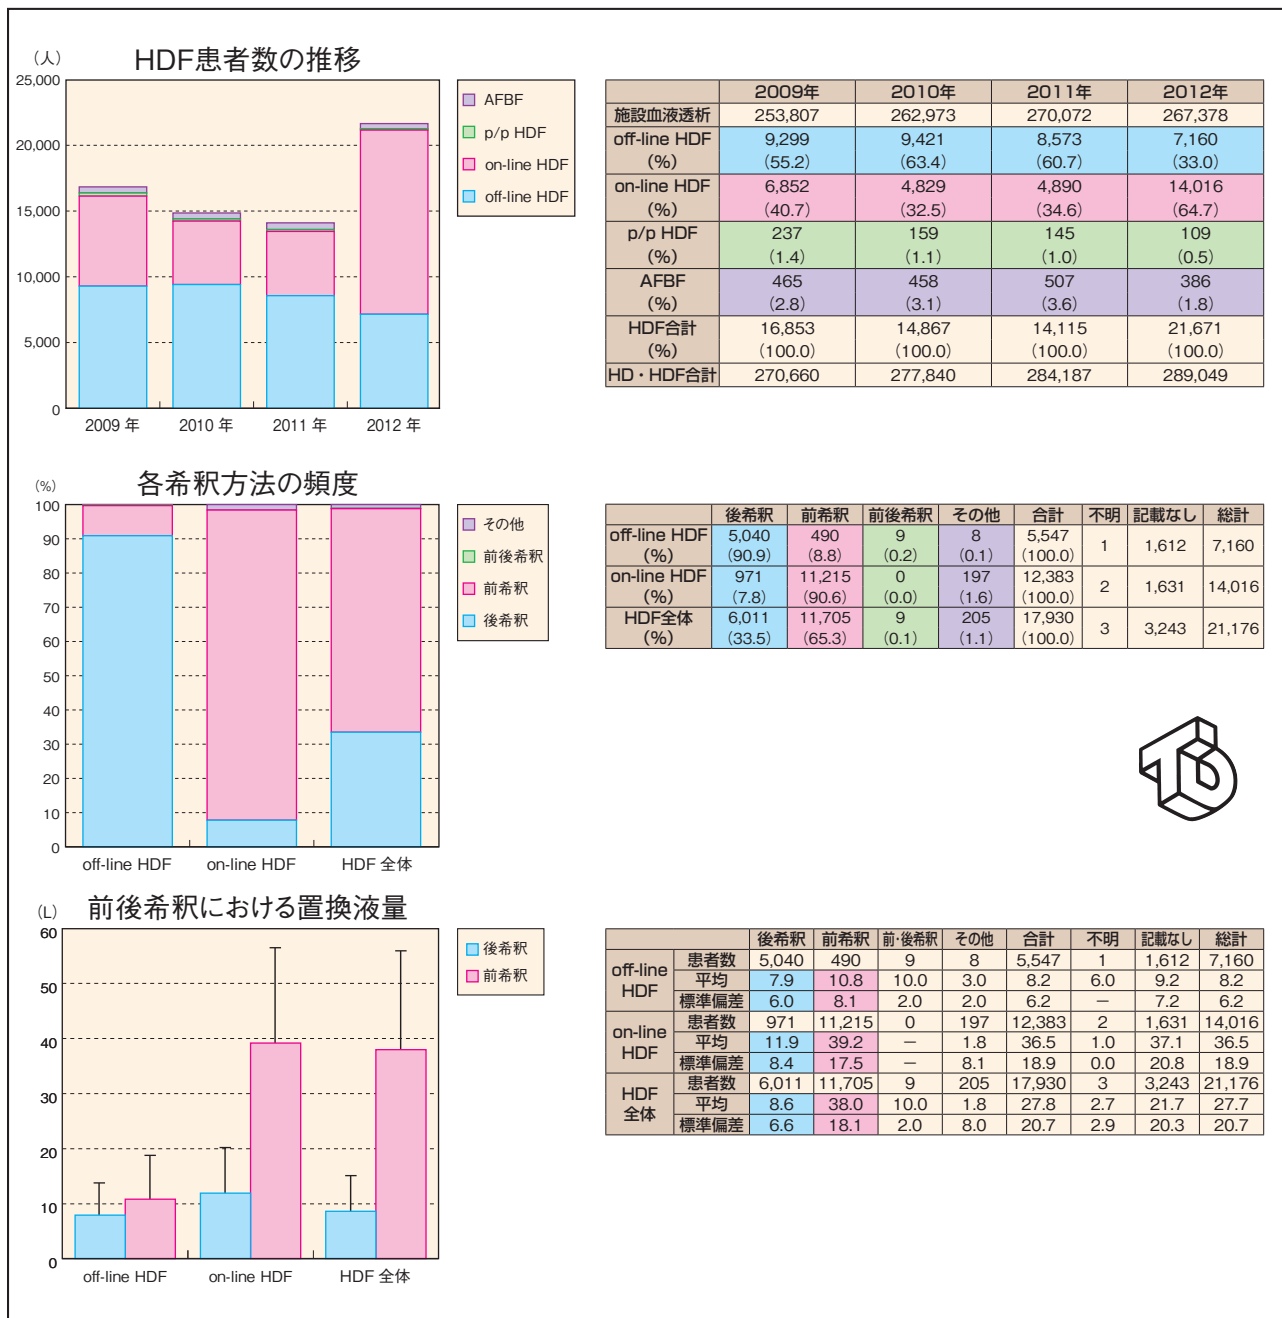 HDF患者数の推移
（人）
25,000
20,000
15,000
10,000
5,000
0
2009 年 2010 年 2011 年 2012 年
AFBF
p/p HDF
on-line HDF
off-line HDF
2009年 2010年 2011年 2012年
施設血液透析 253,807 262,973 270,072 267,378
off-line HDF 9,299 9,421 8,573 7,160
（%） （55.2） （63.4） （60.7） （33.0）
on-line HDF 6,852 4,829 4,890 14,016
（%） （40.7） （32.5） （34.6） （64.7）
p/p HDF 237 159 145 109
（%） （1.4） （1.1） （1.0） （0.5）
AFBF 465 458 507 386
（%） （2.8） （3.1） （3.6） （1.8）
HDF合計 16,853 14,867 14,115 21,671
（%） （100.0） （100.0） （100.0） （100.0）
HD・HDF合計 270,660 277,840 284,187 289,049
各希釈方法の頻度
（%）
100
90
80
70
60
50
40
30
20
10
0
off-line HDF on-line HDF HDF 全体
その他
前後希釈
前希釈
後希釈
後希釈 前希釈 前後希釈 その他 合計 不明 記載なし 総計
off-line HDF 5,040 490 9 8 5,547 1 1,612 7,160
（%） （90.9） （8.8） （0.2） （0.1） （100.0）
on-line HDF 971 11,215 0 197 12,383 2 1,631 14,016
（%） （7.8） （90.6） （0.0） （1.6） （100.0）
HDF全体 6,011 11,705 9 205 17,930 3 3,243 21,176
（%） （33.5） （65.3） （0.1） （1.1） （100.0）
前後希釈における置換液量
（L）
60
50
40
30
20
10
0
off-line HDF on-line HDF HDF 全体
後希釈
前希釈
後希釈 前希釈 前・後希釈 その他 合計 不明 記載なし 総計
off-line HDF 患者数 5,040 490 9 8 5,547 1 1,612 7,160
平均 7.9 10.8 10.0 3.0 8.2 6.0 9.2 8.2
標準偏差 6.0 8.1 2.0 2.0 6.2 － 7.2 6.2
on-line HDF 患者数 971 11,215 0 197 12,383 2 1,631 14,016
平均 11.9 39.2 － 1.8 36.5 1.0 37.1 36.5
標準偏差 8.4 17.5 － 8.1 18.9 0.0 20.8 18.9
HDF 全体 患者数 6,011 11,705 9 205 17,930 3 3,243 21,176
平均 8.6 38.0 10.0 1.8 27.8 2.7 21.7 27.7
標準偏差 6.6 18.1 2.0 8.0 20.7 2.9 20.3 20.7